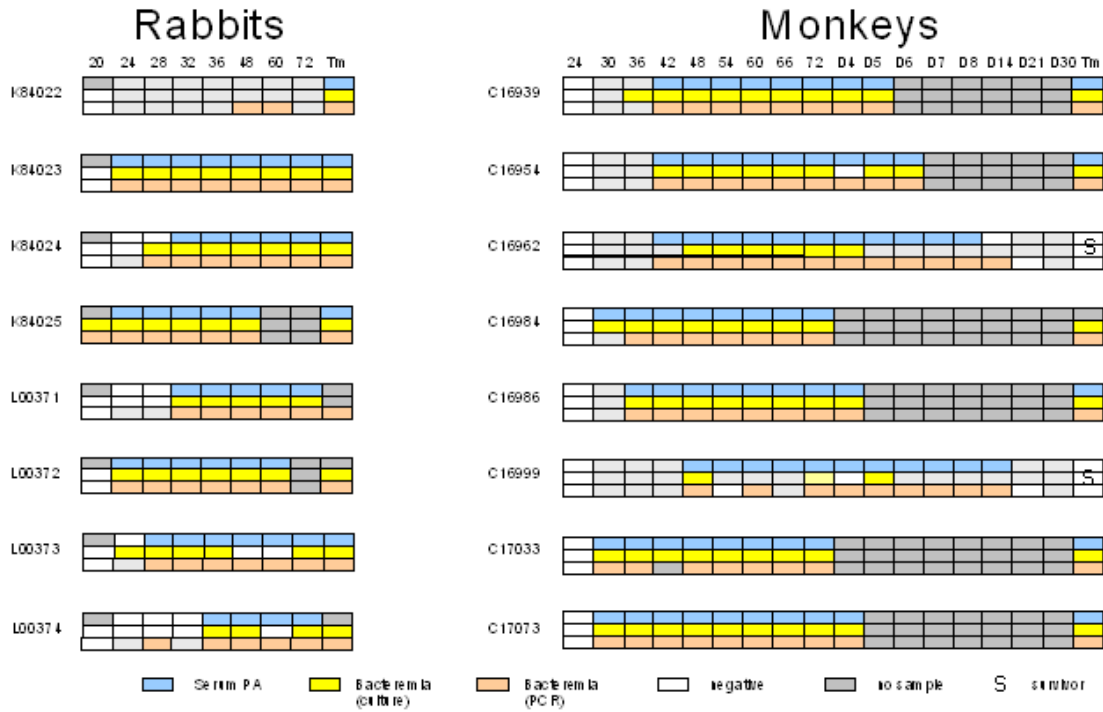 Rabbits Monkeys
20 24 28 32 36 48 60 72 Tm 24 30 36 42 48 54 60 66 72 D4 D5 D6 D7 D8 D14 D21 D30 Tm
K84022 C16939
K84023 C16954
K84024 C16962 S
K84025 C16984
L00371 C16986
L00372 C16999 S
L00373 C17033
L00374 C17073
Serum PA Bacteremia (culture) Bacteremia (PCR) negative no sample S survivor